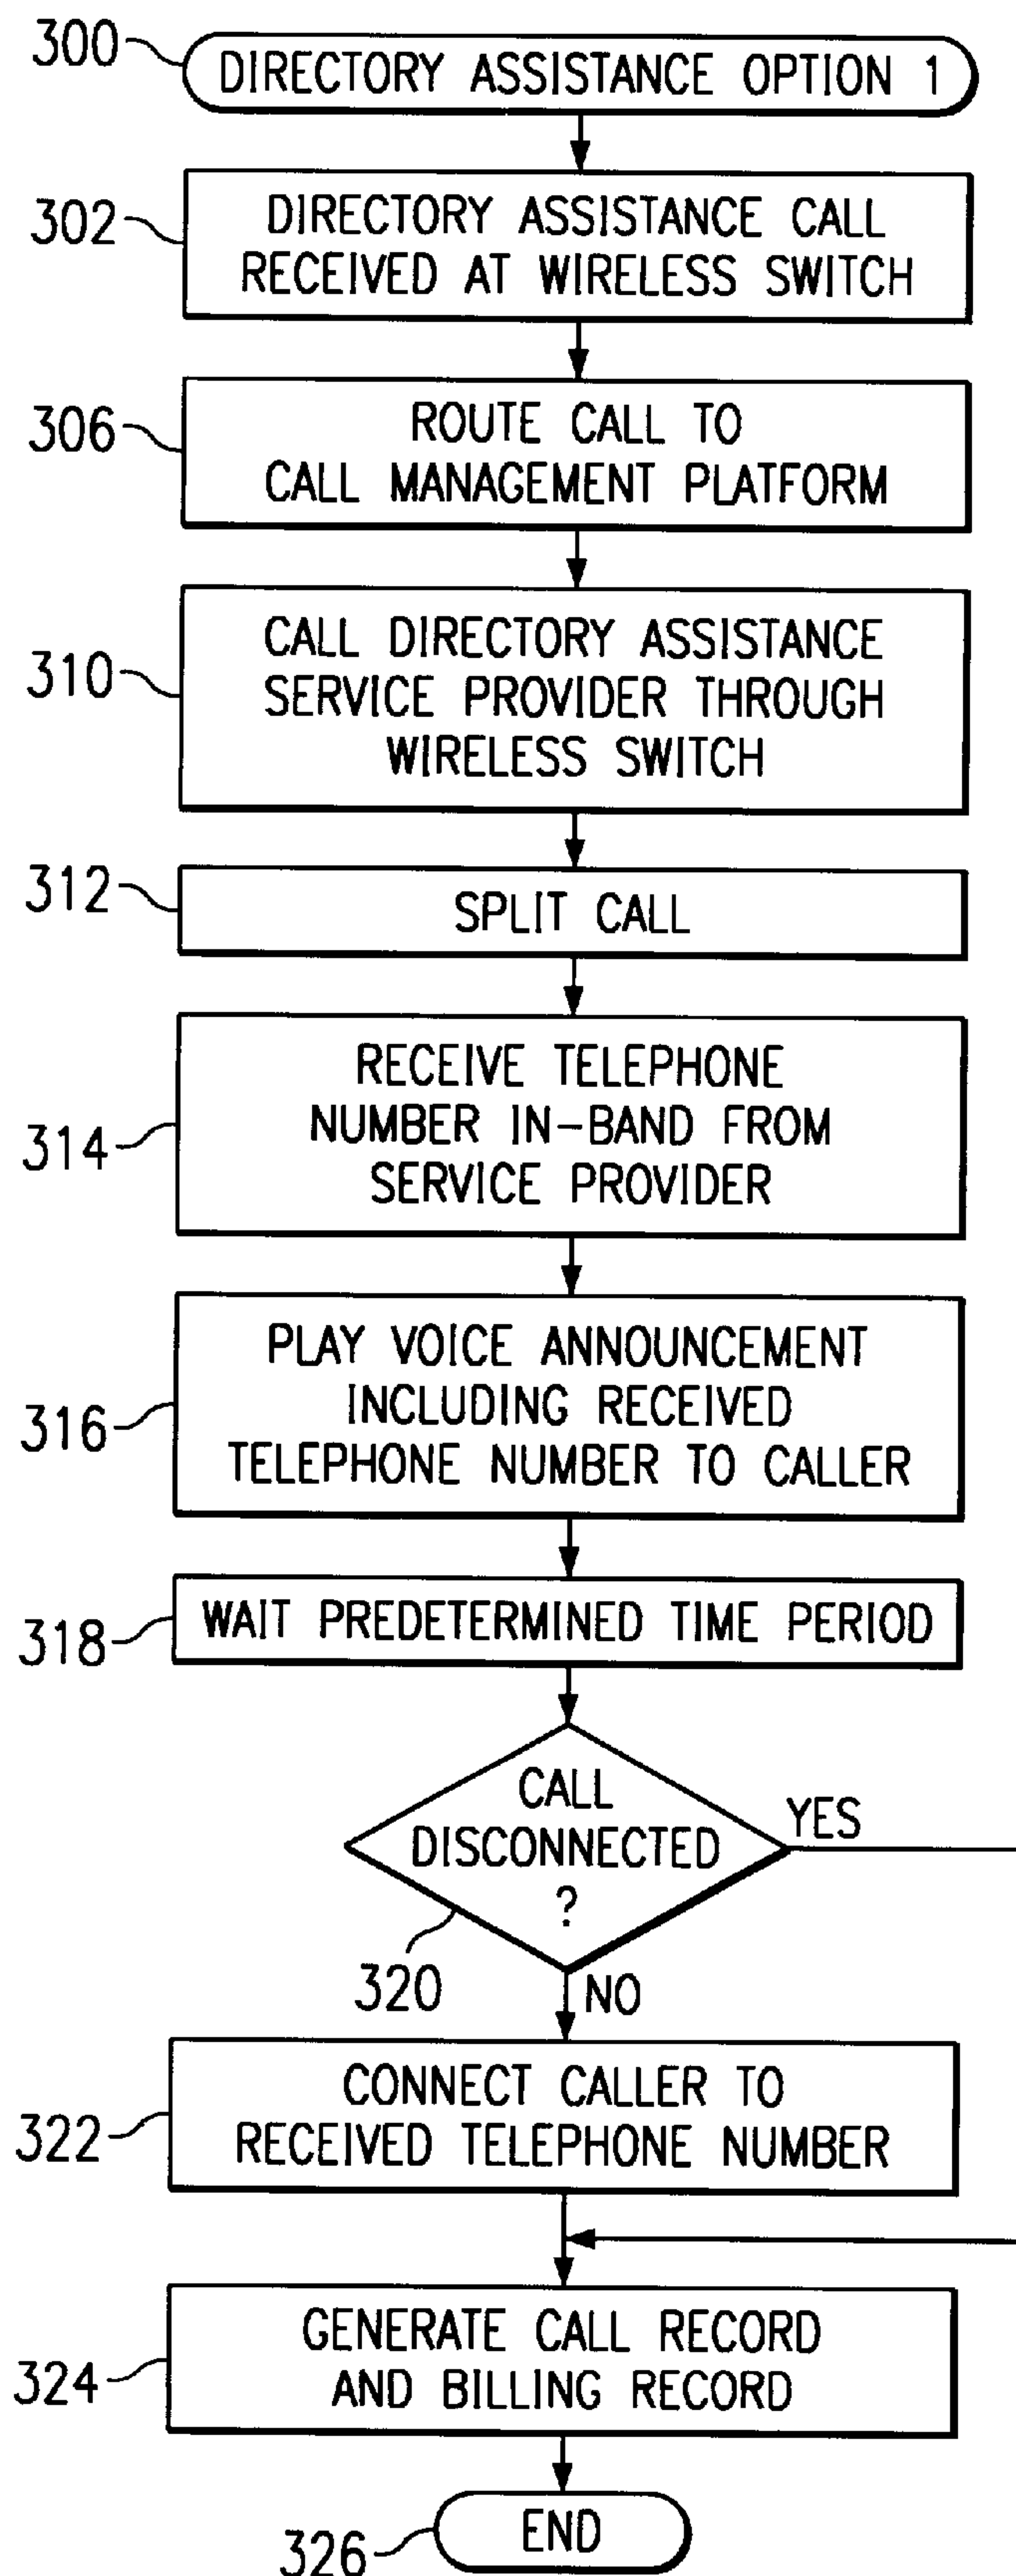 300
DIRECTORY ASSISTANCE OPTION 1
302
DIRECTORY ASSISTANCE CALL
RECEIVED AT WIRELESS SWITCH
306
ROUTE CALL TO
CALL MANAGEMENT PLATFORM
310
CALL DIRECTORY ASSISTANCE
SERVICE PROVIDER THROUGH
WIRELESS SWITCH
312
SPLIT CALL
314
RECEIVE TELEPHONE
NUMBER IN-BAND FROM
SERVICE PROVIDER
316
PLAY VOICE ANNOUNCEMENT
INCLUDING RECEIVED
TELEPHONE NUMBER TO CALLER
318
WAIT PREDETERMINED TIME PERIOD
CALL
DISCONNECTED
?
YES
320
NO
322
CONNECT CALLER TO
RECEIVED TELEPHONE NUMBER
324
GENERATE CALL RECORD
AND BILLING RECORD
326
END